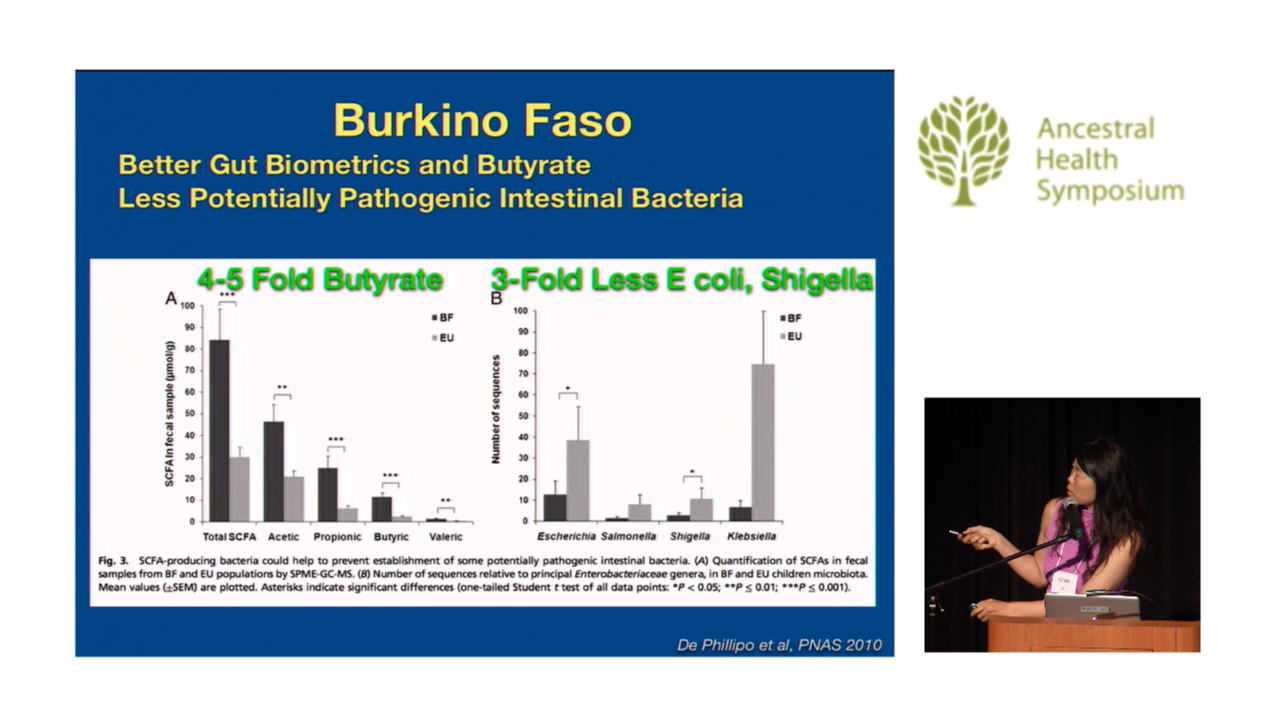 Burkino Faso
Better Gut Biometrics and Butyrate
Less Potentially Pathogenic Intestinal Bacteria
4-5 Fold Butyrate
3-Fold Less E coli, Shigella
A
***
100
90
80
70
60
50
40
30
20
10
0
SCFA in fecal sample (µmol/g)
BF
EU
**
***
***
**
Total SCFA Acetic Propionic Butyric Valeric
B
100
90
80
70
60
50
40
30
20
10
0
Number of sequences
BF
EU
*
*
Escherichia Salmonella Shigella Klebsiella
Fig. 3. SCFA-producing bacteria could help to prevent establishment of some potentially pathogenic intestinal bacteria. (A) Quantification of SCFAs in fecal
samples from BF and EU populations by SPME-GC-MS. (B) Number of sequences relative to principal Enterobacteriaceae genera, in BF and EU children microbiota.
Mean values (±SEM) are plotted. Asterisks indicate significant differences (one-tailed Student t test of all data points: *P < 0.05; **P ≤ 0.01; ***P ≤ 0.001).
De Phillipo et al, PNAS 2010
Ancestral
Health
Symposium